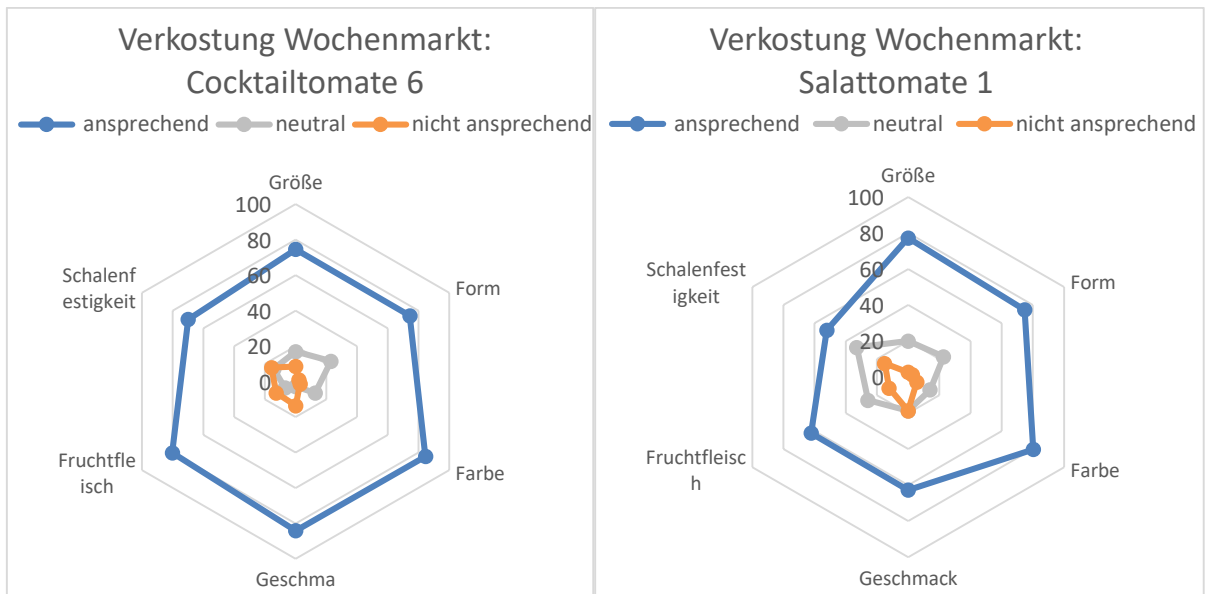 Verkostung Wochenmarkt:
Cocktailtomate 6
ansprechend neutral nicht ansprechend
Größe
100
80
60
40
20
0
Form
Farbe
Geschma
Fruchtfle
isch
Schalenf
estigkeit
Verkostung Wochenmarkt:
Salattomate 1
ansprechend neutral nicht ansprechend
Größe
100
80
60
40
20
0
Form
Farbe
Geschmack
Fruchtfleisc
h
Schalenfest
igkeit